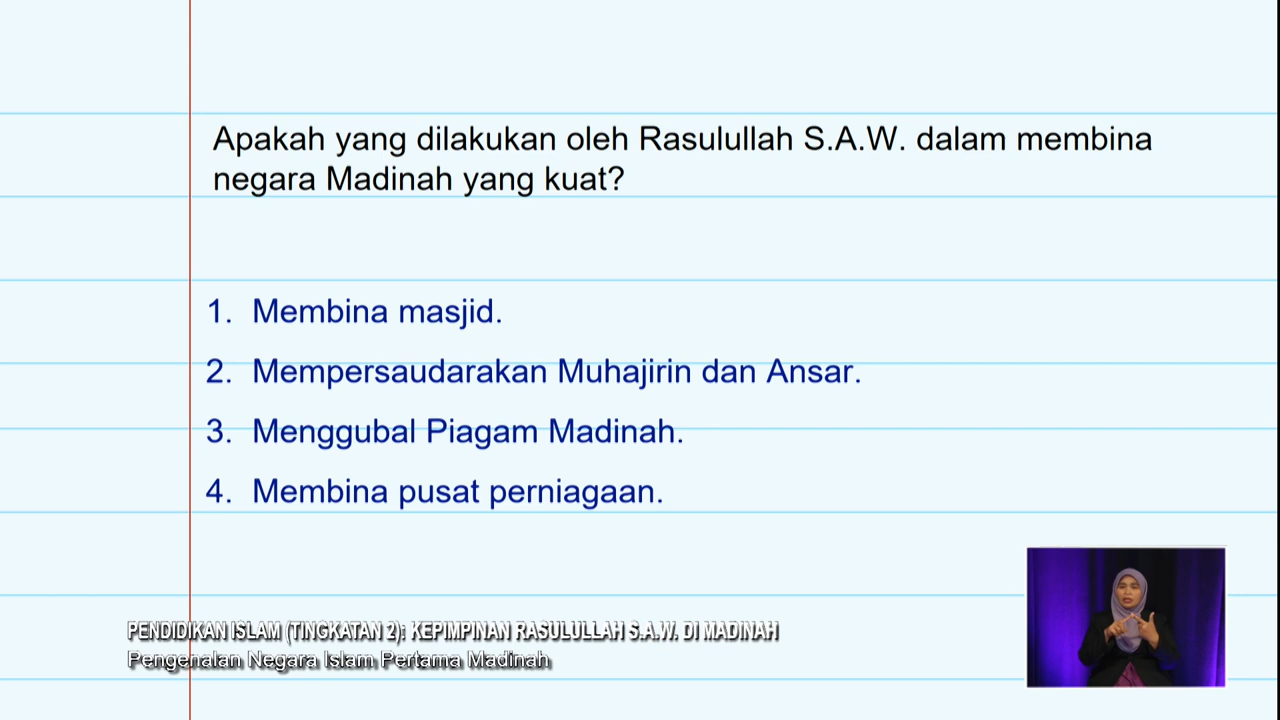 Apakah yang dilakukan oleh Rasulullah S.A.W. dalam membina
negara Madinah yang kuat?
1. Membina masjid.
2. Mempersaudarakan Muhajirin dan Ansar.
3. Menggubal Piagam Madinah.
4. Membina pusat perniagaan.
PENDIDIKAN ISLAM (TINGKATAN 2): KEPIMPINAN RASULULLAH S.A.W. DI MADINAH
Pengenalan Negara Islam Pertama Madinah